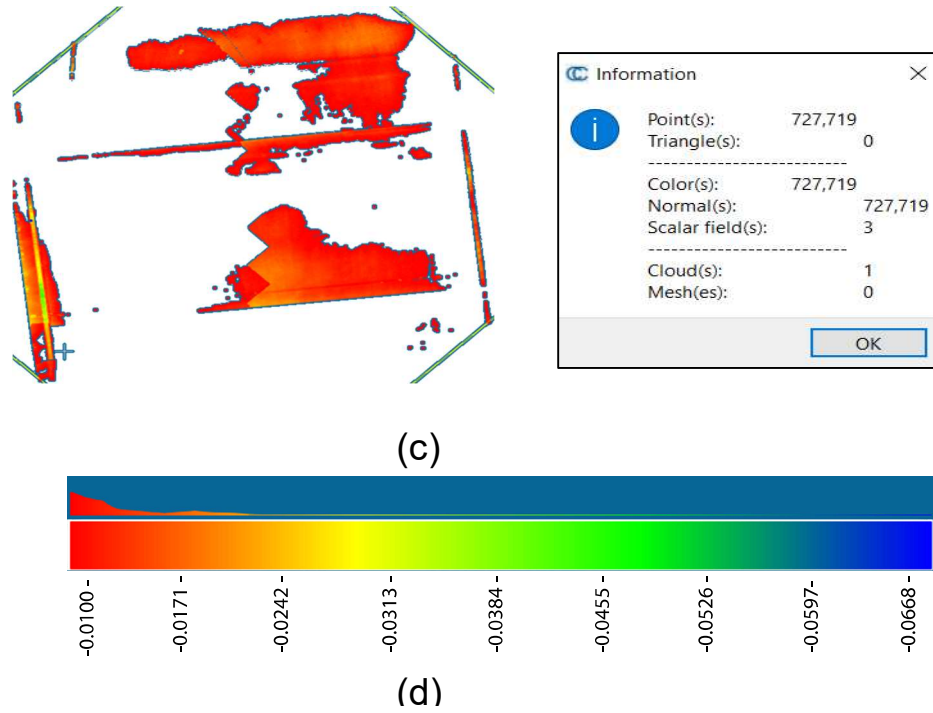 Information
Point(s): 727,719
Triangle(s): 0
---------------------------
Color(s): 727,719
Normal(s): 727,719
Scalar field(s): 3
---------------------------
Cloud(s): 1
Mesh(es): 0
OK
(c)
-0.0100- -0.0171- -0.0242- -0.0313- -0.0384- -0.0455- -0.0526- -0.0597- -0.0668-
(d)